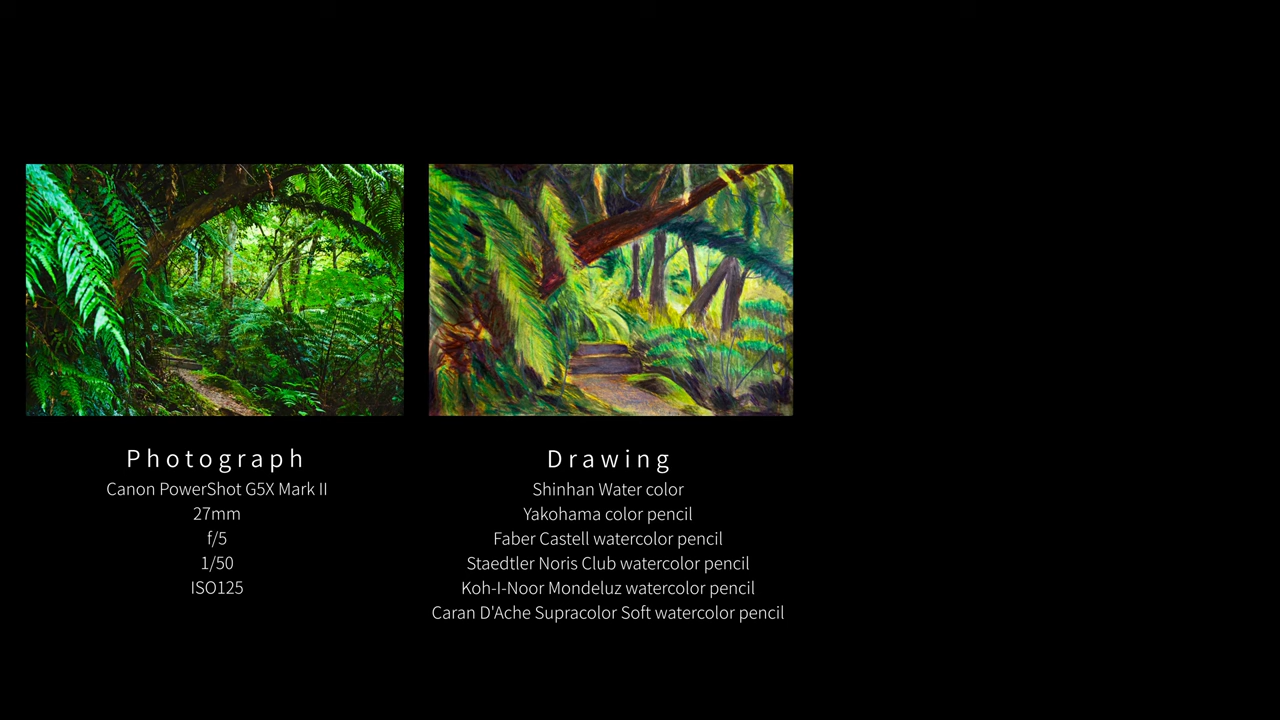 Photograph
Canon PowerShot G5X Mark II
27mm
f/5
1/50
ISO125
Drawing
Shinhan Water color
Yakohama color pencil
Faber Castell watercolor pencil
Staedtler Noris Club watercolor pencil
Koh-I-Noor Mondeluz watercolor pencil
Caran D'Ache Supracolor Soft watercolor pencil